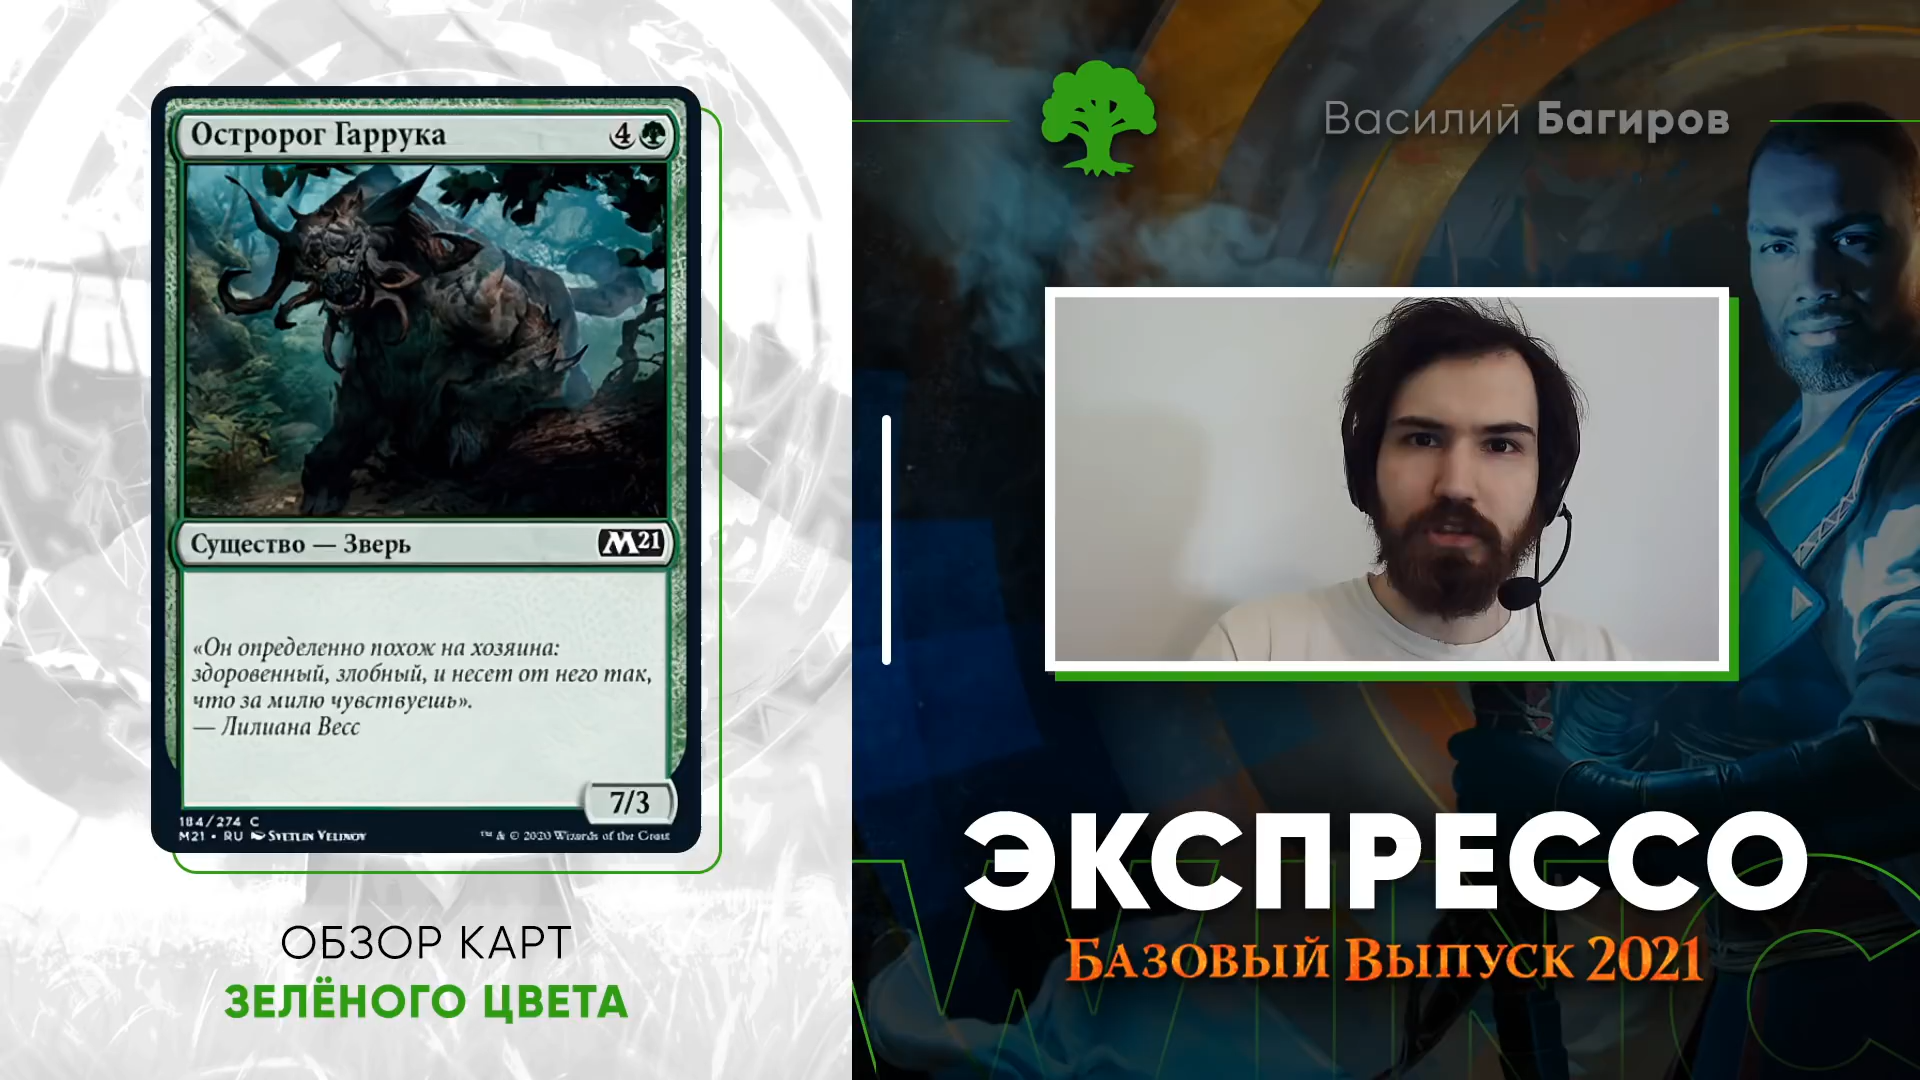 Остророг Гаррука
4
Существо — Зверь
M21
«Он определенно похож на хозяина:
здоровенный, злобный, и несет от него так,
что за милю чувствуешь».
— Лилиана Весс
7/3
184/274 C
M21 • RU SVETLIN VELINOV
™ & © 2020 Wizards of the Coast
ОБЗОР КАРТ
ЗЕЛЁНОГО ЦВЕТА
Василий Багиров
ЭКСПРЕССО
БАЗОВЫЙ ВЫПУСК 2021